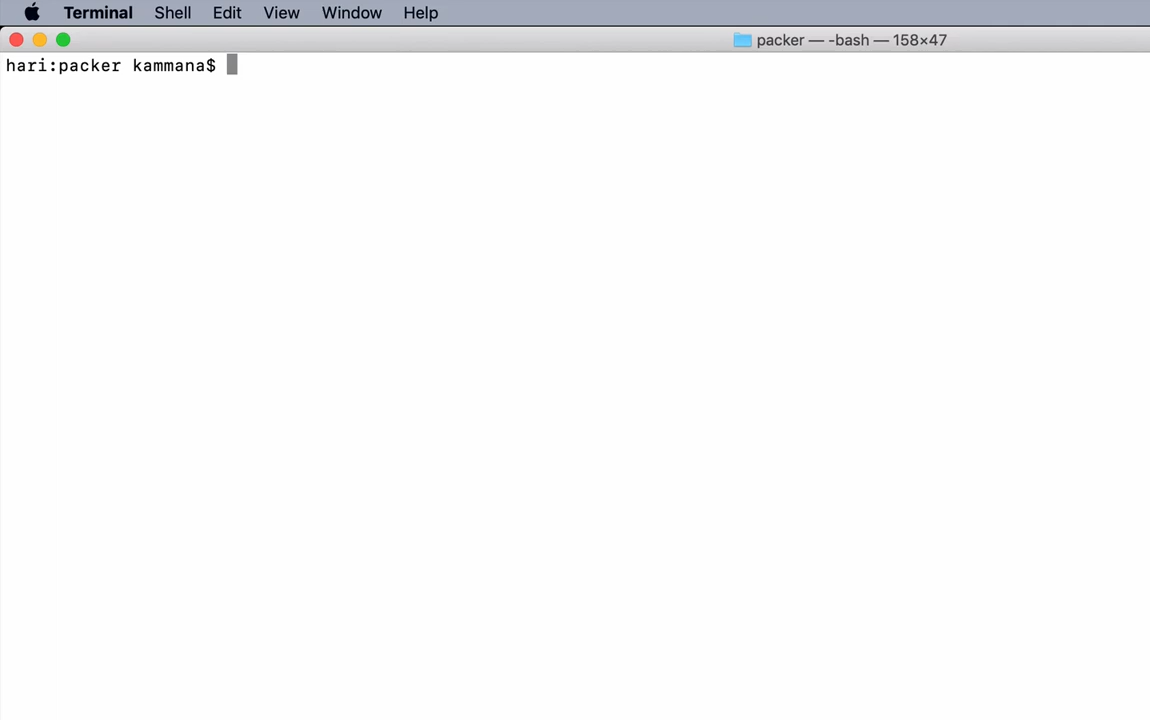 Terminal Shell Edit View Window Help
packer — -bash — 158×47
hari:packer kammana$